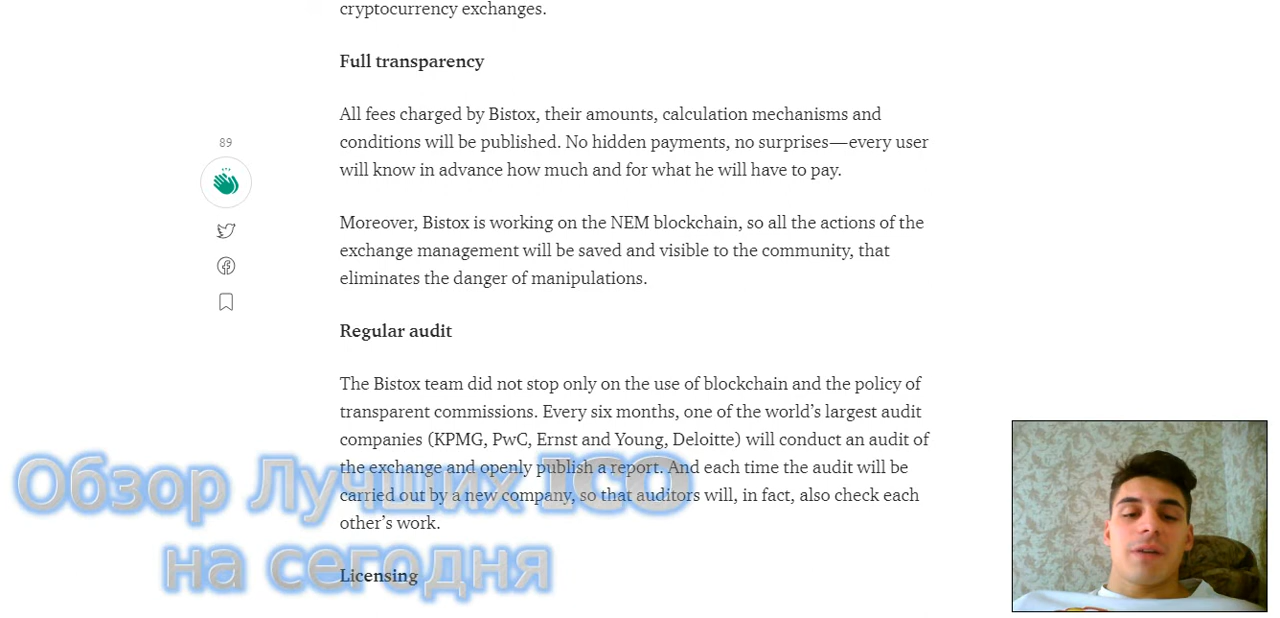 cryptocurrency exchanges.
Full transparency
All fees charged by Bistox, their amounts, calculation mechanisms and
conditions will be published. No hidden payments, no surprises—every user
will know in advance how much and for what he will have to pay.
89
Moreover, Bistox is working on the NEM blockchain, so all the actions of the
exchange management will be saved and visible to the community, that
eliminates the danger of manipulations.
Regular audit
The Bistox team did not stop only on the use of blockchain and the policy of
transparent commissions. Every six months, one of the world’s largest audit
companies (KPMG, PwC, Ernst and Young, Deloitte) will conduct an audit of
the exchange and openly publish a report. And each time the audit will be
carried out by a new company, so that auditors will, in fact, also check each
other’s work.
Licensing
Обзор Лучших ICO
на сегодня